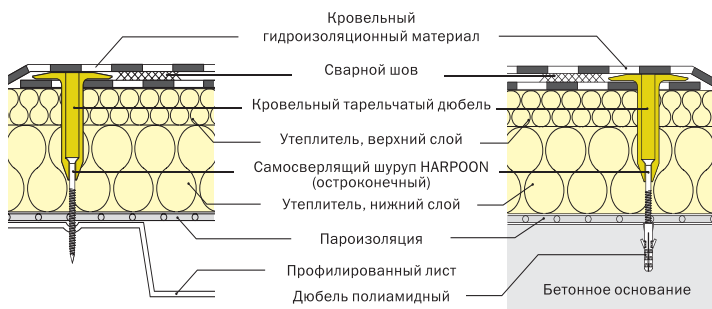 Кровельный
гидроизоляционный материал
Сварной шов
Кровельный тарельчатый дюбель
Утеплитель, верхний слой
Самосверлящий шуруп HARPOON
(остроконечный)
Утеплитель, нижний слой
Пароизоляция
Профилированный лист
Дюбель полиамидный
Бетонное основание